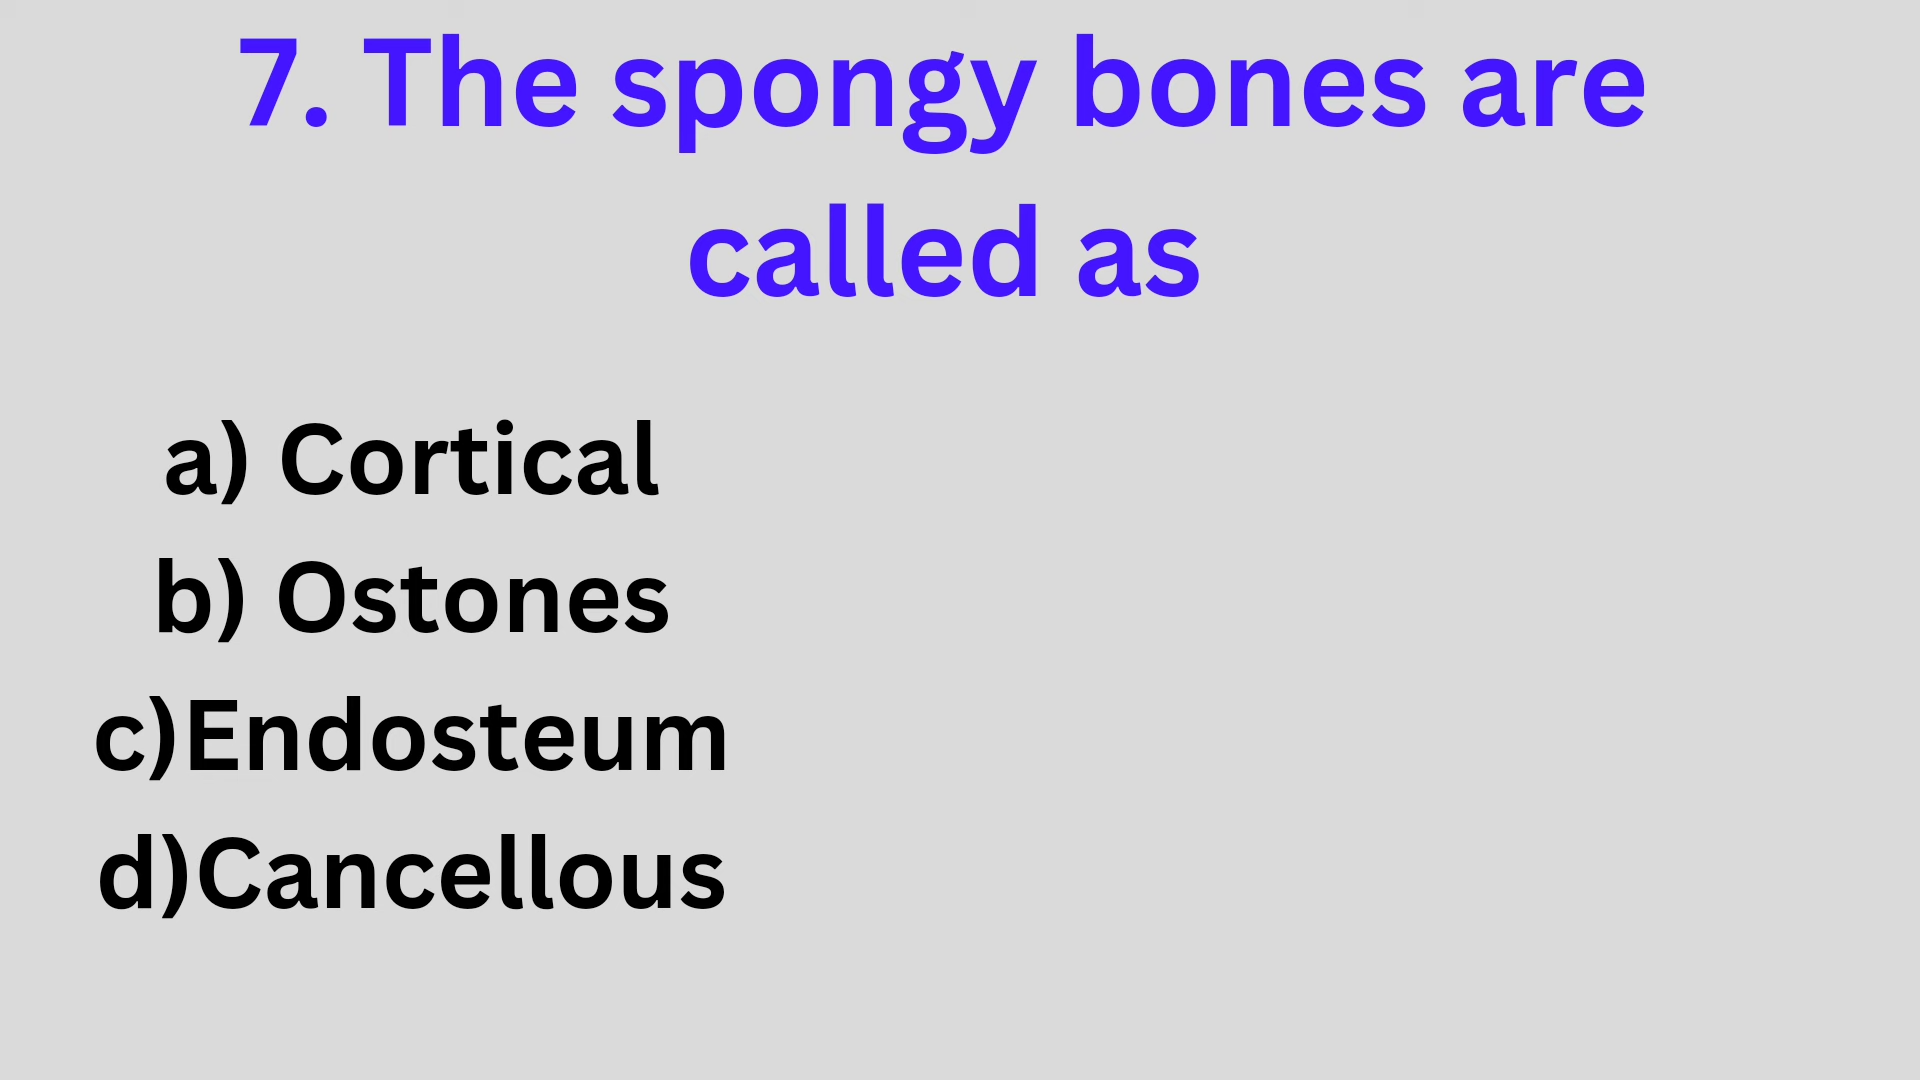 7. The spongy bones are
called as
a) Cortical
b) Ostones
c)Endosteum
d)Cancellous